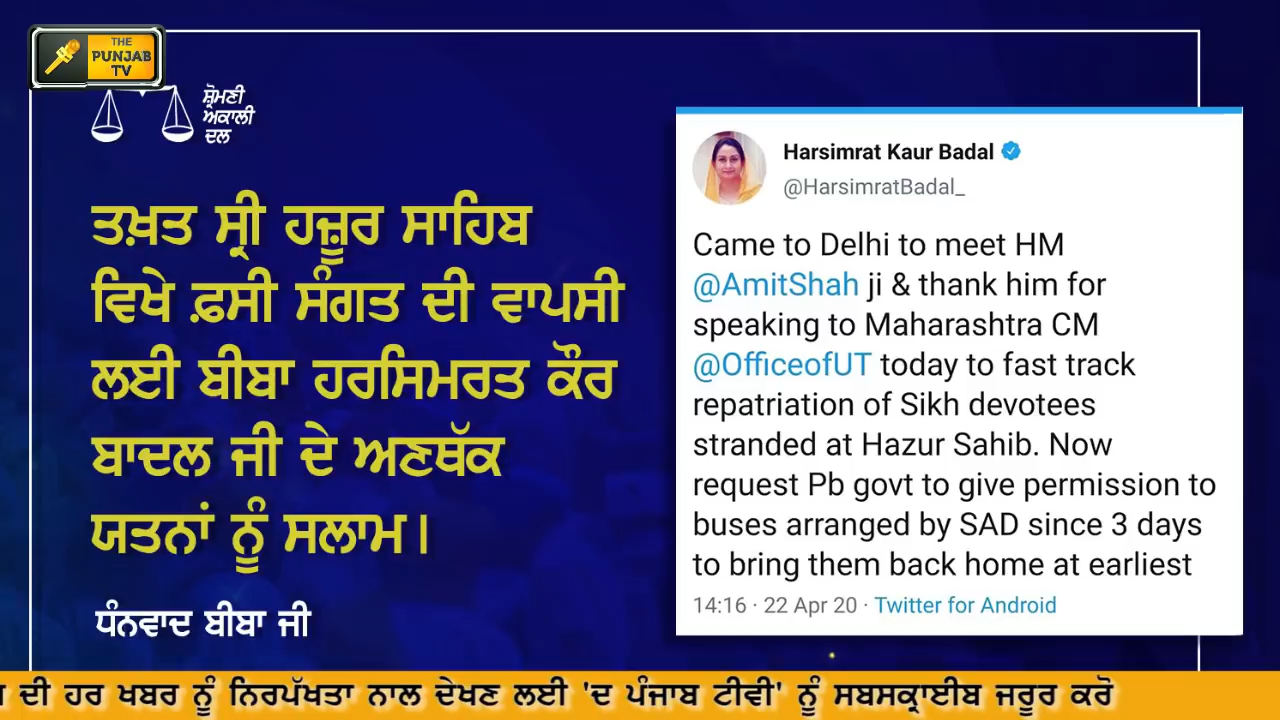 THE
PUNJAB
TV
ਸ਼੍ਰੋਮਣੀ
ਅਕਾਲੀ
ਦਲ
ਤਖ਼ਤ ਸ੍ਰੀ ਹਜ਼ੂਰ ਸਾਹਿਬ
ਵਿਖੇ ਫ਼ਸੀ ਸੰਗਤ ਦੀ ਵਾਪਸੀ
ਲਈ ਬੀਬਾ ਹਰਸਿਮਰਤ ਕੌਰ
ਬਾਦਲ ਜੀ ਦੇ ਅਣਥੱਕ
ਯਤਨਾਂ ਨੂੰ ਸਲਾਮ।
ਧੰਨਵਾਦ ਬੀਬਾ ਜੀ
Harsimrat Kaur Badal
@HarsimratBadal_
Came to Delhi to meet HM
@AmitShah ji & thank him for
speaking to Maharashtra CM
@OfficeofUT today to fast track
repatriation of Sikh devotees
stranded at Hazur Sahib. Now
request Pb govt to give permission to
buses arranged by SAD since 3 days
to bring them back home at earliest
14:16 · 22 Apr 20 · Twitter for Android
ਦੀ ਹਰ ਖਬਰ ਨੂੰ ਨਿਰਪੱਖਤਾ ਨਾਲ ਦੇਖਣ ਲਈ 'ਦ ਪੰਜਾਬ ਟੀਵੀ' ਨੂੰ ਸਬਸਕ੍ਰਾਈਬ ਜਰੂਰ ਕਰੋ